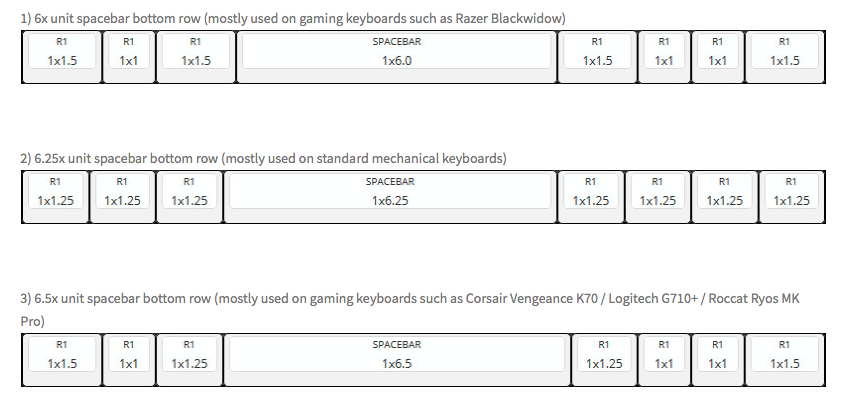 1) 6x unit spacebar bottom row (mostly used on gaming keyboards such as Razer Blackwidow)
R1 R1 R1 SPACEBAR R1 R1 R1 R1
1x1.5 1x1 1x1.5 1x6.0 1x1.5 1x1 1x1 1x1.5
2) 6.25x unit spacebar bottom row (mostly used on standard mechanical keyboards)
R1 R1 R1 SPACEBAR R1 R1 R1 R1
1x1.25 1x1.25 1x1.25 1x6.25 1x1.25 1x1.25 1x1.25 1x1.25
3) 6.5x unit spacebar bottom row (mostly used on gaming keyboards such as Corsair Vengeance K70 / Logitech G710+ / Roccat Ryos MK
Pro)
R1 R1 R1 SPACEBAR R1 R1 R1 R1
1x1.5 1x1 1x1.25 1x6.5 1x1.25 1x1 1x1 1x1.5